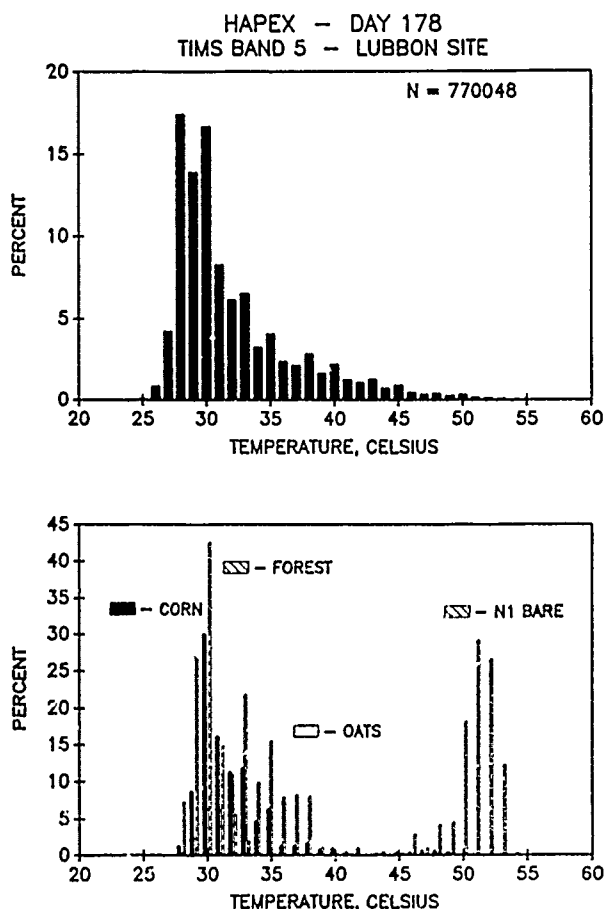 HAPEX – DAY 178
TIMS BAND 5 – LUBBON SITE
20
15
10
5
0
PERCENT
N = 770048
20 25 30 35 40 45 50 55 60
TEMPERATURE, CELSIUS
45
40
35
30
25
20
15
10
5
0
PERCENT
– FOREST
– CORN
– N1 BARE
– OATS
20 25 30 35 40 45 50 55 60
TEMPERATURE, CELSIUS